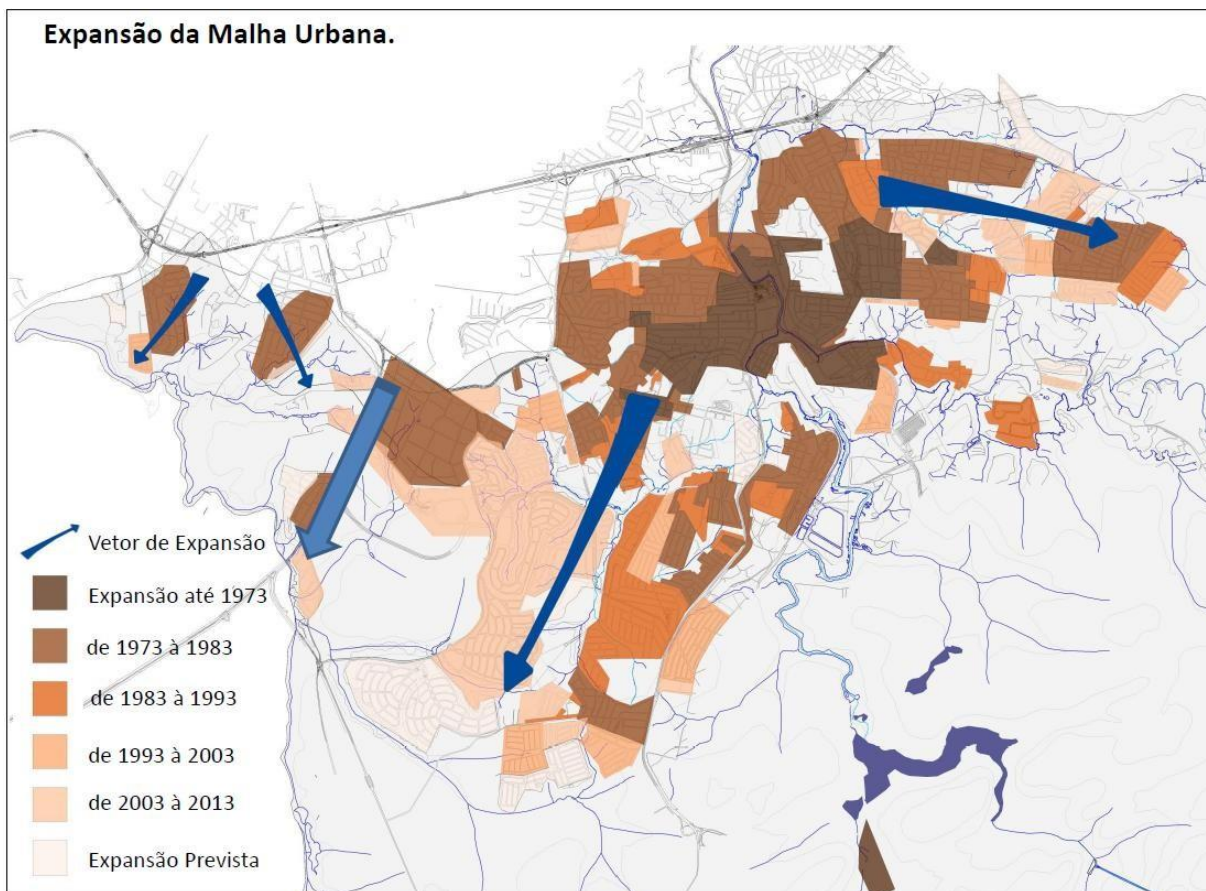 Expansão da Malha Urbana.
Vetor de Expansão
Expansão até 1973
de 1973 à 1983
de 1983 à 1993
de 1993 à 2003
de 2003 à 2013
Expansão Prevista